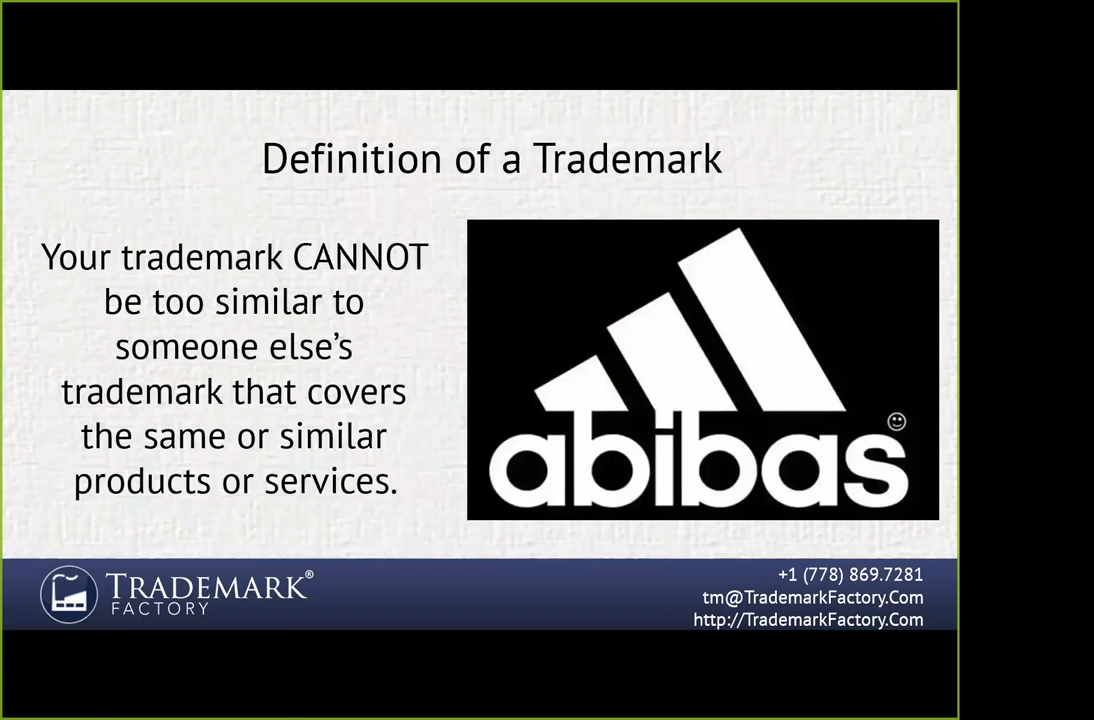 Definition of a Trademark
Your trademark CANNOT
be too similar to
someone else’s
trademark that covers
the same or similar
products or services.
abibas
TRADEMARK®
FACTORY
+1 (778) 869.7281
tm@TrademarkFactory.Com
http://TrademarkFactory.Com